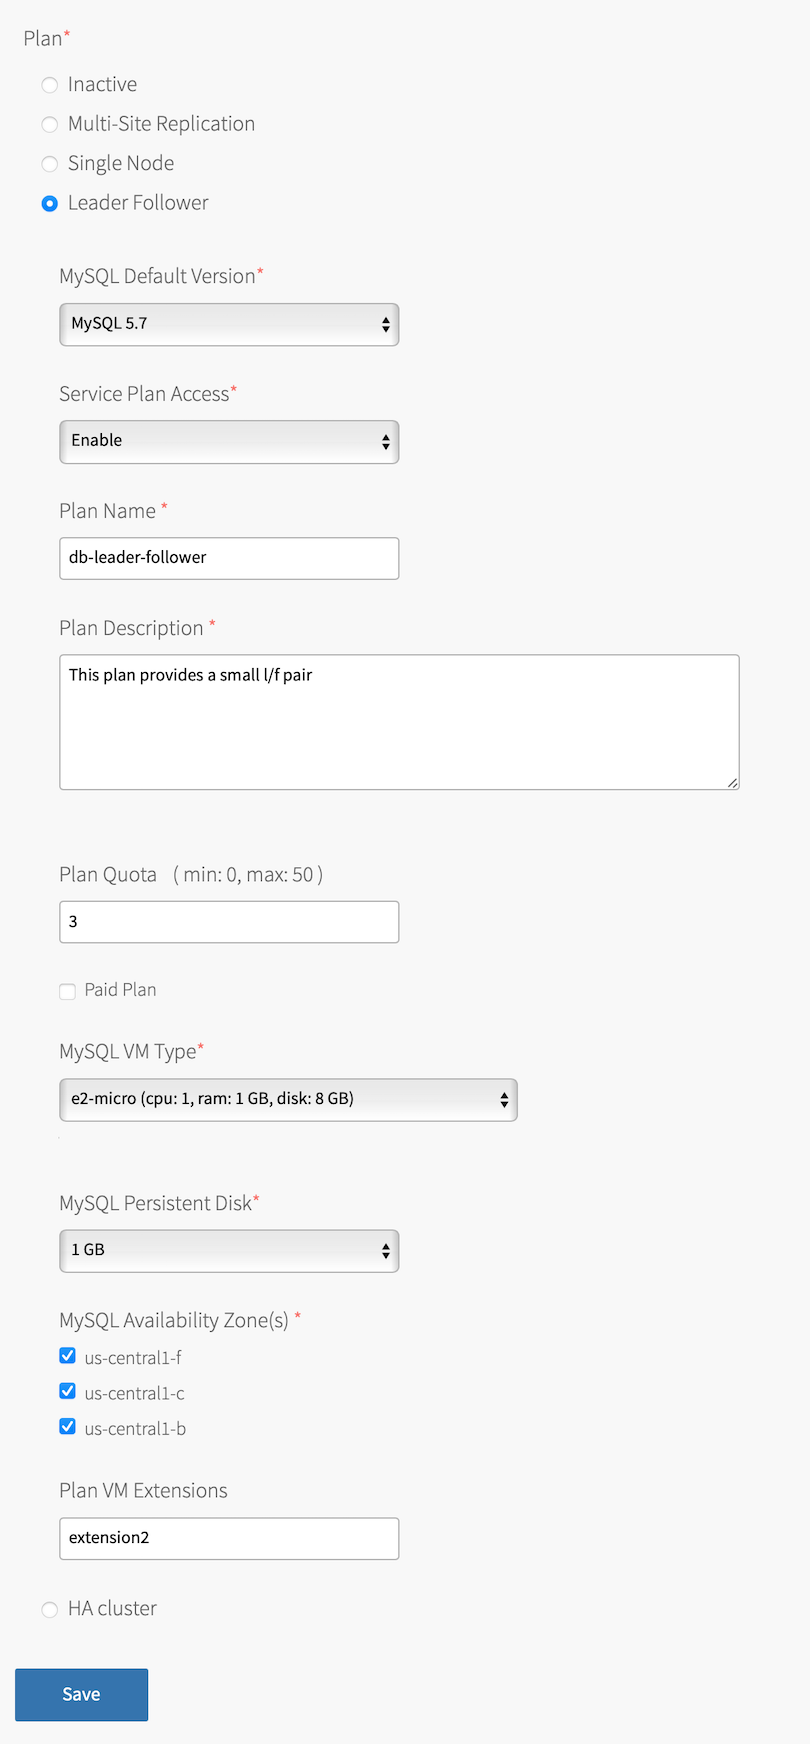 Plan*
Inactive
Multi-Site Replication
Single Node
Leader Follower
MySQL Default Version*
MySQL 5.7
Service Plan Access*
Enable
Plan Name *
db-leader-follower
Plan Description *
This plan provides a small l/f pair
Plan Quota ( min: 0, max: 50 )
3
Paid Plan
MySQL VM Type*
e2-micro (cpu: 1, ram: 1 GB, disk: 8 GB)
MySQL Persistent Disk*
1 GB
MySQL Availability Zone(s) *
us-central1-f
us-central1-c
us-central1-b
Plan VM Extensions
extension2
HA cluster
Save